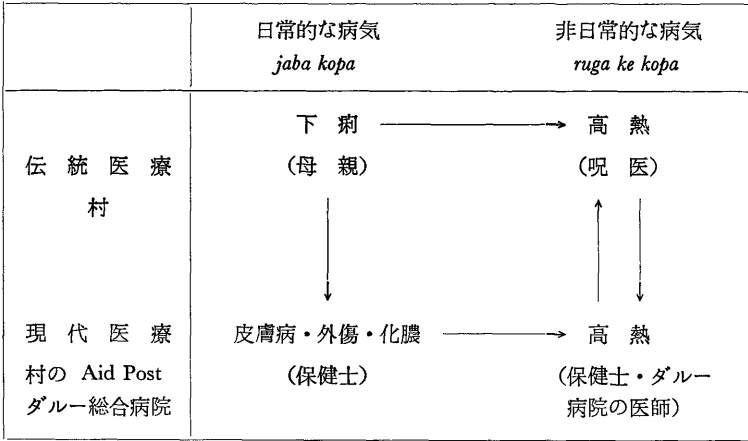 日常的な病気 非日常的な病気
jaba kopa ruga ke kopa
下痢 → 高熱
伝統医療 (母親) (呪医)
村
現代医療 皮膚病・外傷・化膿 → 高熱
村の Aid Post (保健士) (保健士・ダルー
ダルー総合病院 病院の医師)